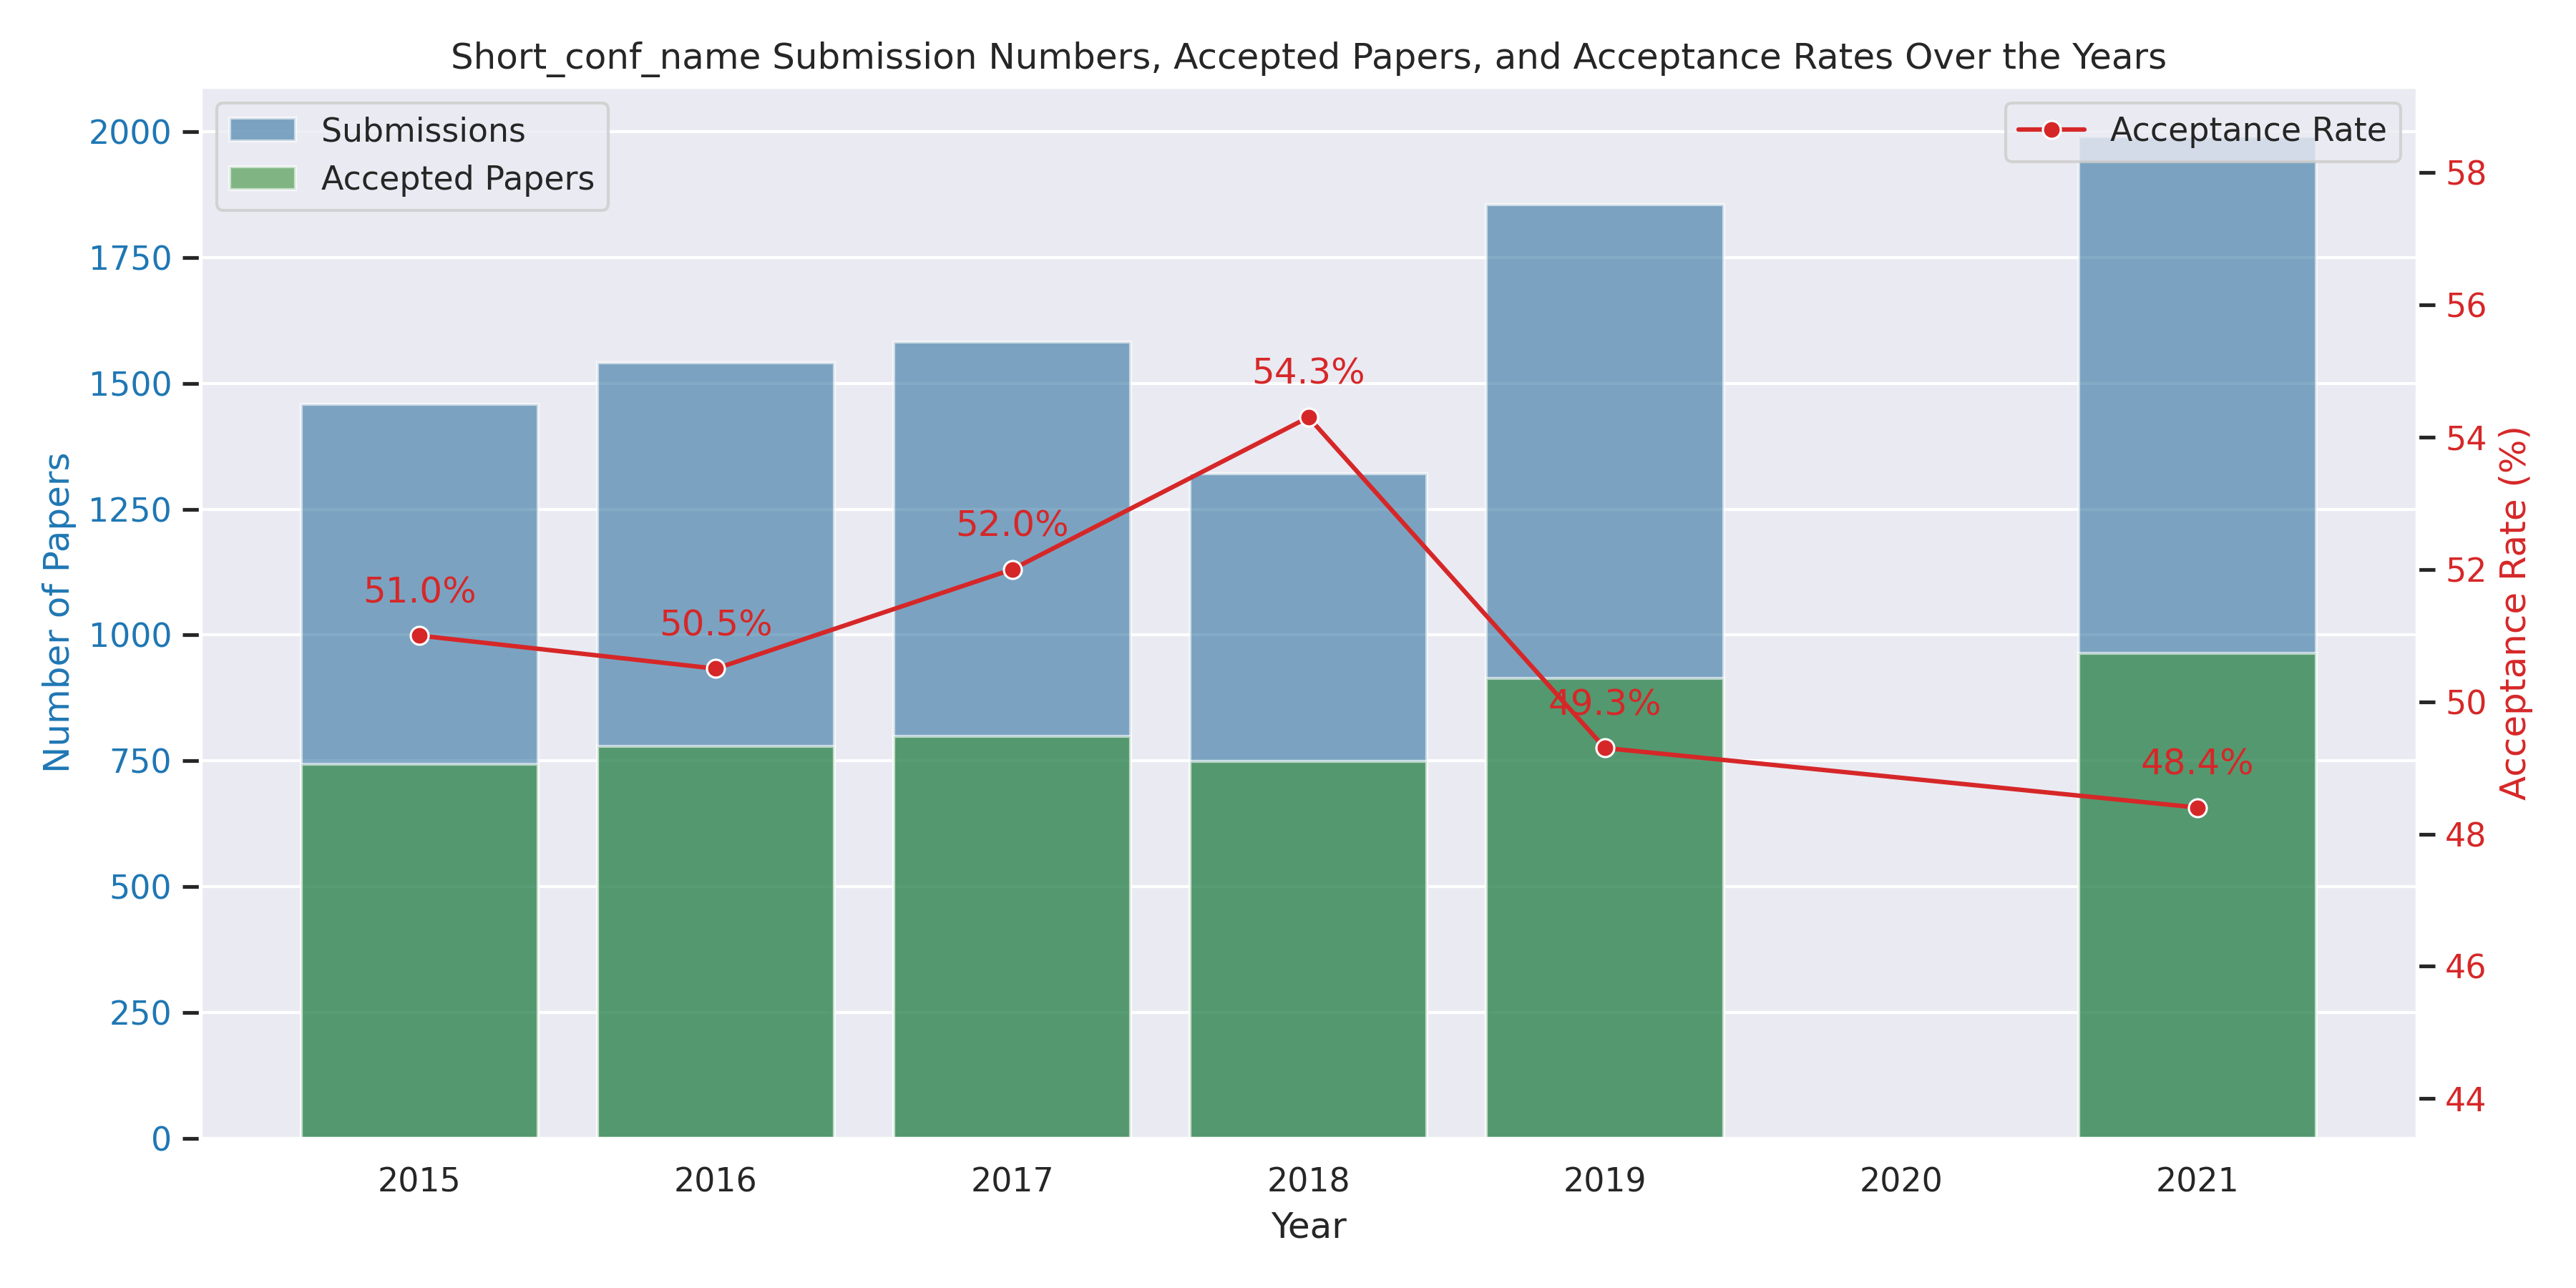 Short_conf_name Submission Numbers, Accepted Papers, and Acceptance Rates Over the Years
Submissions
Accepted Papers
Acceptance Rate
2000
1750
1500
1250
1000
750
500
250
0
Number of Papers
58
56
54
52
50
48
46
44
Acceptance Rate (%)
51.0%
50.5%
52.0%
54.3%
49.3%
48.4%
2015 2016 2017 2018 2019 2020 2021
Year